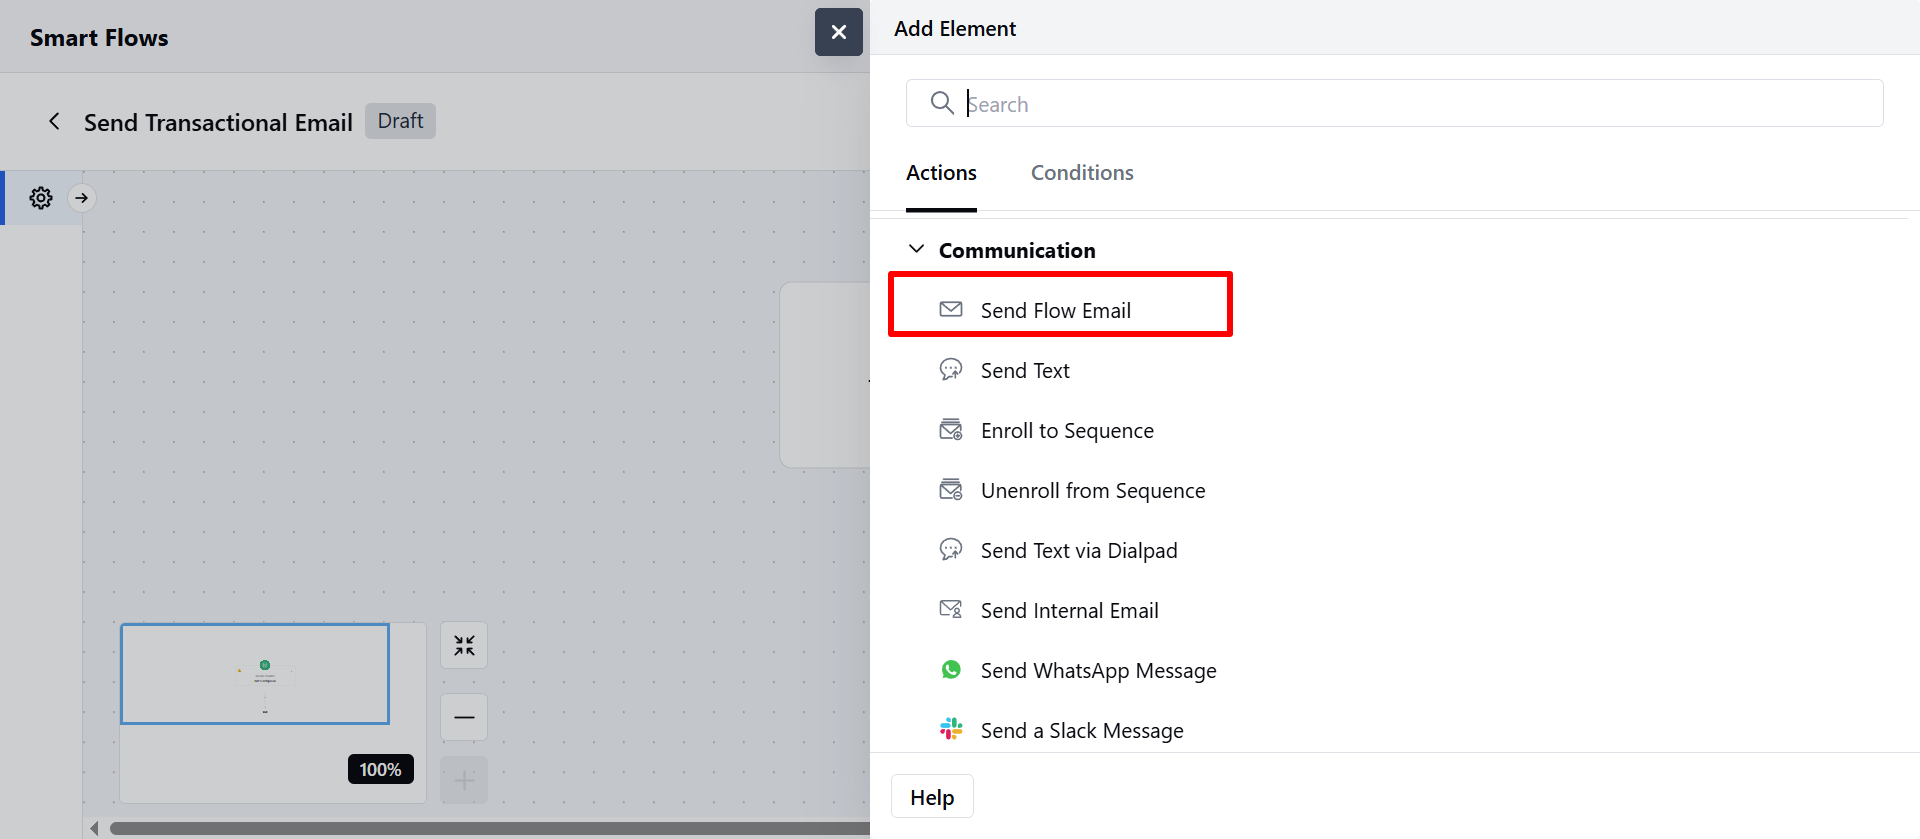 Smart Flows
Send Transactional Email
Draft
100%
Add Element
Search
Actions
Conditions
Communication
Send Flow Email
Send Text
Enroll to Sequence
Unenroll from Sequence
Send Text via Dialpad
Send Internal Email
Send WhatsApp Message
Send a Slack Message
Help